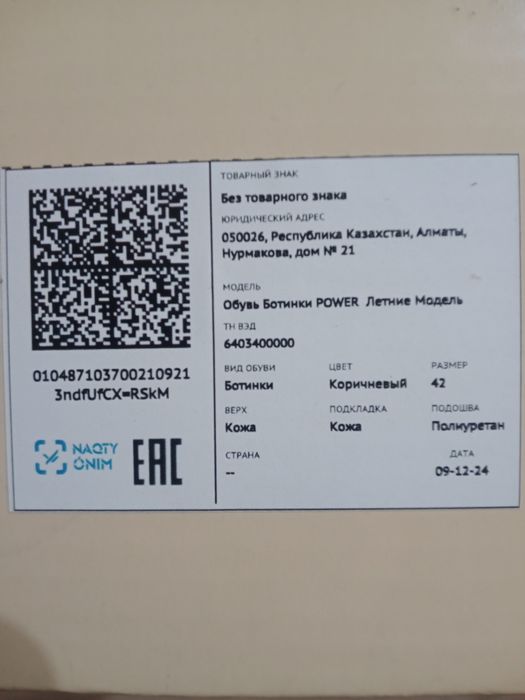 ТОВАРНЫЙ ЗНАК
Без товарного знака
ЮРИДИЧЕСКИЙ АДРЕС
050026, Республика Казахстан, Алматы,
Нурмакова, дом № 21
МОДЕЛЬ
Обувь Ботинки POWER Летние Модель
ТН ВЭД
6403400000
ВИД ОБУВИ ЦВЕТ РАЗМЕР
Ботинки Коричневый 42
ВЕРХ ПОДКЛАДКА ПОДОШВА
Кожа Кожа Полиуретан
СТРАНА ДАТА
-- 09-12-24
010487103700210921
3ndfUfCX=RSkM
NAQTY
ÓNIM
EAC